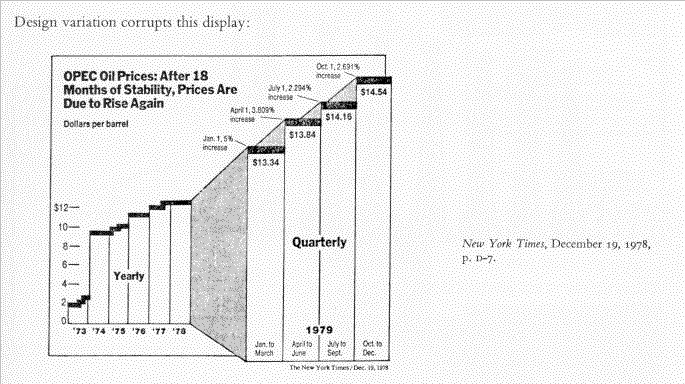 Design variation corrupts this display:
OPEC Oil Prices: After 18
Months of Stability, Prices Are
Due to Rise Again
Dollars per barrel
Oct. 1, 2.691%
increase
July 1, 2.294%
increase
April 1, 3.809%
increase
Jan. 1, 5%
increase
$14.54
$14.16
$13.84
$13.34
$12
10
8
6
4
2
0
Yearly
Quarterly
'73 '74 '75 '76 '77 '78
1979
Jan. to
March
April to
June
July to
Sept.
Oct. to
Dec.
The New York Times / Dec. 19, 1978
New York Times, December 19, 1978,
p. D-7.